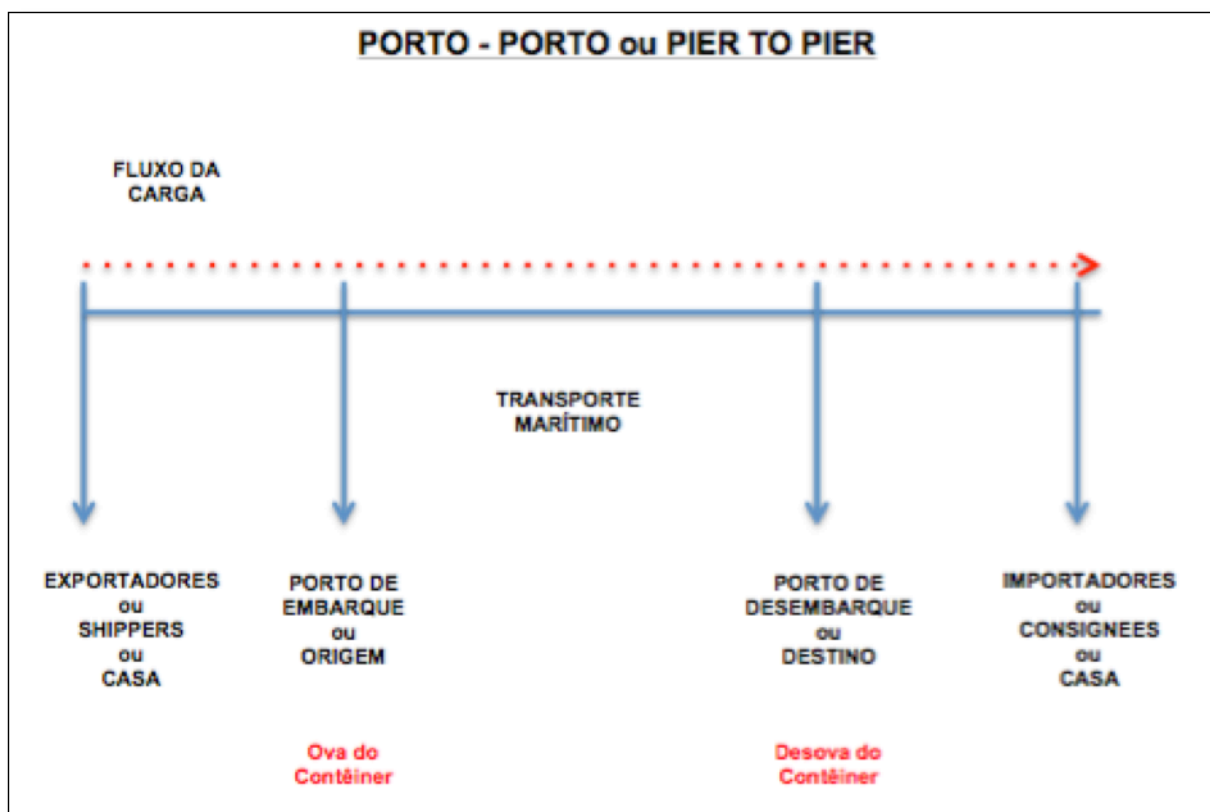 PORTO - PORTO ou PIER TO PIER
FLUXO DA
CARGA
TRANSPORTE
MARÍTIMO
EXPORTADORES
ou
SHIPPERS
ou
CASA
PORTO DE
EMBARQUE
ou
ORIGEM
PORTO DE
DESEMBARQUE
ou
DESTINO
IMPORTADORES
ou
CONSIGNEES
ou
CASA
Ova do
Contêiner
Desova do
Contêiner